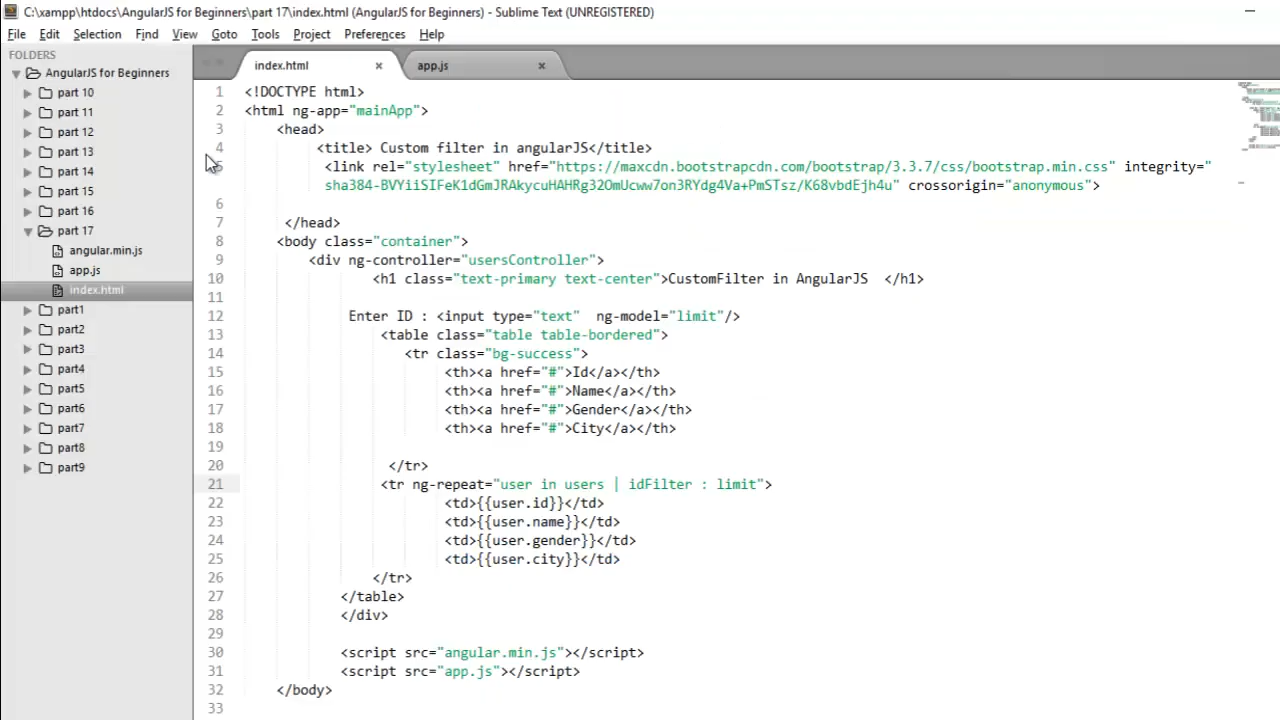 C:\xampp\htdocs\AngularJS for Beginners\part 17\index.html (AngularJS for Beginners) - Sublime Text (UNREGISTERED)
File Edit Selection Find View Goto Tools Project Preferences Help
FOLDERS
AngularJS for Beginners
part 10
part 11
part 12
part 13
part 14
part 15
part 16
part 17
angular.min.js
app.js
index.html
part1
part2
part3
part4
part5
part6
part7
part8
part9
index.html × app.js ×
1 <!DOCTYPE html>
2 <html ng-app="mainApp">
3 <head>
4 <title> Custom filter in angularJS</title>
5 <link rel="stylesheet" href="https://maxcdn.bootstrapcdn.com/bootstrap/3.3.7/css/bootstrap.min.css" integrity="
sha384-BVYiiSIFeK1dGmJRAkycuHAHRg32OmUcww7on3RYdg4Va+PmSTsz/K68vbdEjh4u" crossorigin="anonymous">
6
7 </head>
8 <body class="container">
9 <div ng-controller="usersController">
10 <h1 class="text-primary text-center">CustomFilter in AngularJS  </h1>
11
12 Enter ID : <input type="text"  ng-model="limit"/>
13 <table class="table table-bordered">
14 <tr class="bg-success">
15 <th><a href="#">Id</a></th>
16 <th><a href="#">Name</a></th>
17 <th><a href="#">Gender</a></th>
18 <th><a href="#">City</a></th>
19
20 </tr>
21 <tr ng-repeat="user in users | idFilter : limit">
22 <td>{{user.id}}</td>
23 <td>{{user.name}}</td>
24 <td>{{user.gender}}</td>
25 <td>{{user.city}}</td>
26 </tr>
27 </table>
28 </div>
29
30 <script src="angular.min.js"></script>
31 <script src="app.js"></script>
32 </body>
33